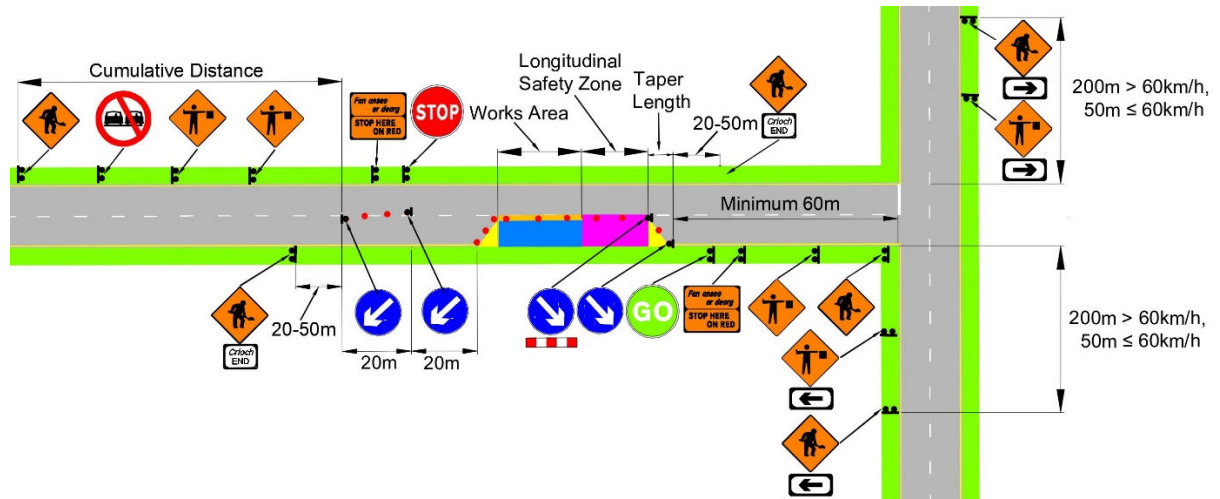 Cumulative Distance
Longitudinal
Safety Zone
Taper
Length
Works Area
20-50m
Críoch
END
Fan anseo
ar dearg
STOP HERE
ON RED
STOP
200m > 60km/h,
50m ≤ 60km/h
Minimum 60m
Críoch
END
20-50m
20m
20m
GO
Fan anseo
ar dearg
STOP HERE
ON RED
200m > 60km/h,
50m ≤ 60km/h